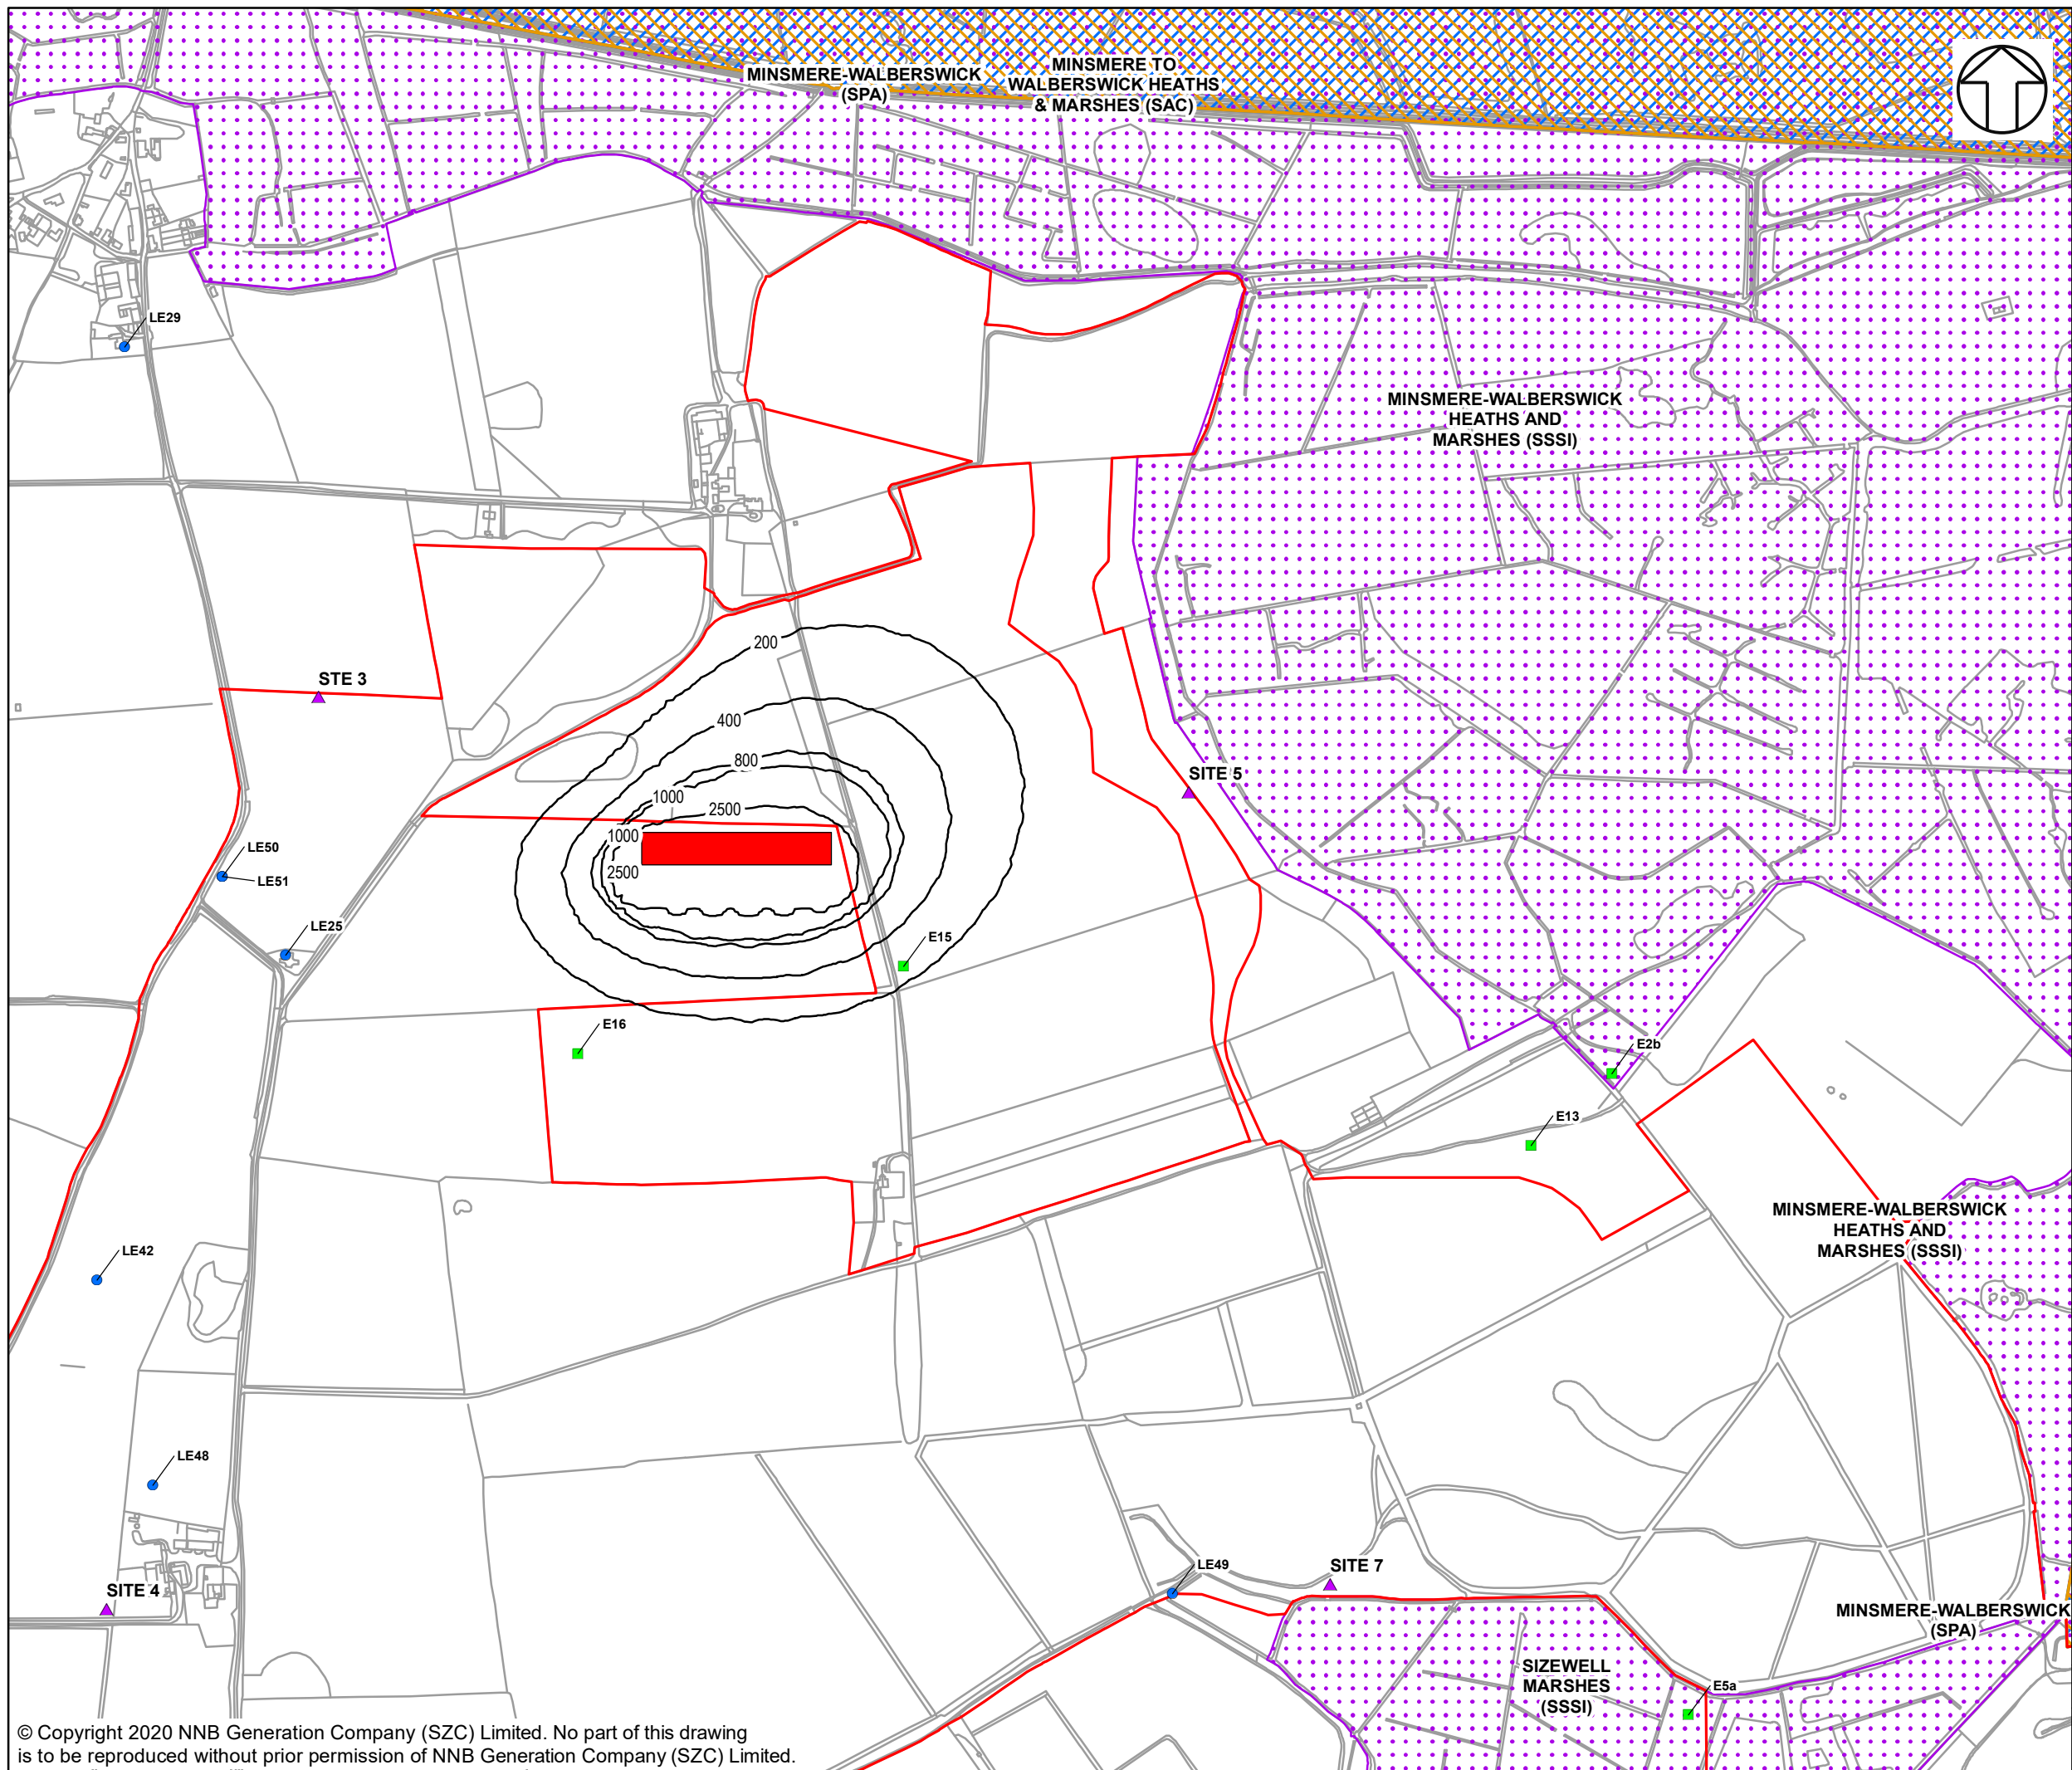 MINSMERE-WALBERSWICK
(SPA)
MINSMERE TO
WALBERSWICK HEATHS
& MARSHES (SAC)
LE29
MINSMERE-WALBERSWICK
HEATHS AND
MARSHES (SSSI)
200
STE 3
400
800
SITE 5
1000
2500
1000
2500
LE50
LE51
LE25
E15
E16
E2b
E13
MINSMERE-WALBERSWICK
HEATHS AND
MARSHES (SSSI)
LE42
LE48
LE49
SITE 7
SITE 4
MINSMERE-WALBERSWICK
(SPA)
SIZEWELL
MARSHES
(SSSI)
E5a
© Copyright 2020 NNB Generation Company (SZC) Limited. No part of this drawing
is to be reproduced without prior permission of NNB Generation Company (SZC) Limited.